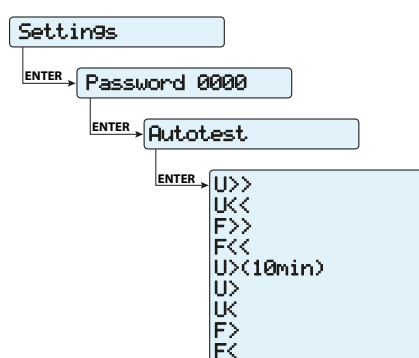 Settings
ENTER
Password 0000
ENTER
Autotest
ENTER
U>>
U<<
F>>
F<<
U>(10min)
U>
U<
F>
F<